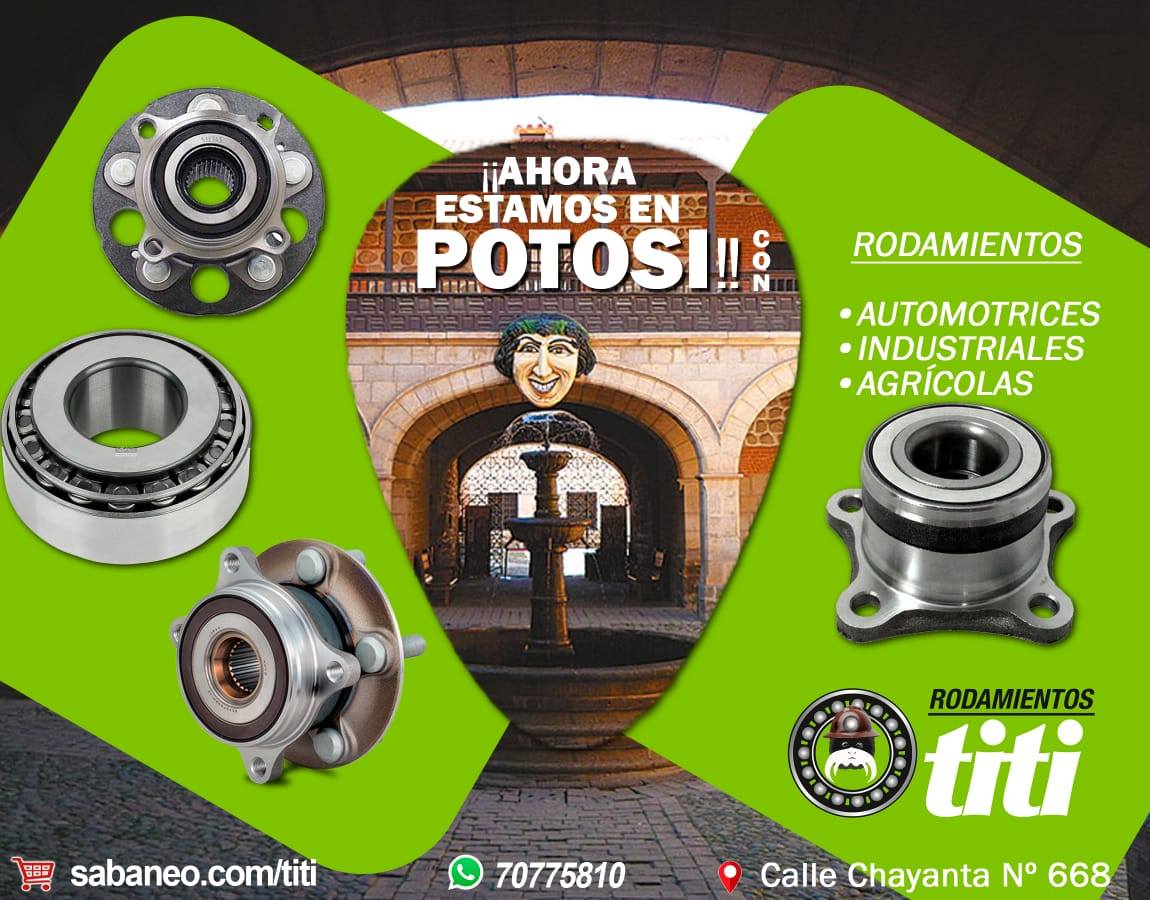 ¡¡AHORA
ESTAMOS EN
POTOSI!! CON
RODAMIENTOS
• AUTOMOTRICES
• INDUSTRIALES
• AGRÍCOLAS
RODAMIENTOS
titi
sabaneo.com/titi
70775810
Calle Chayanta Nº 668